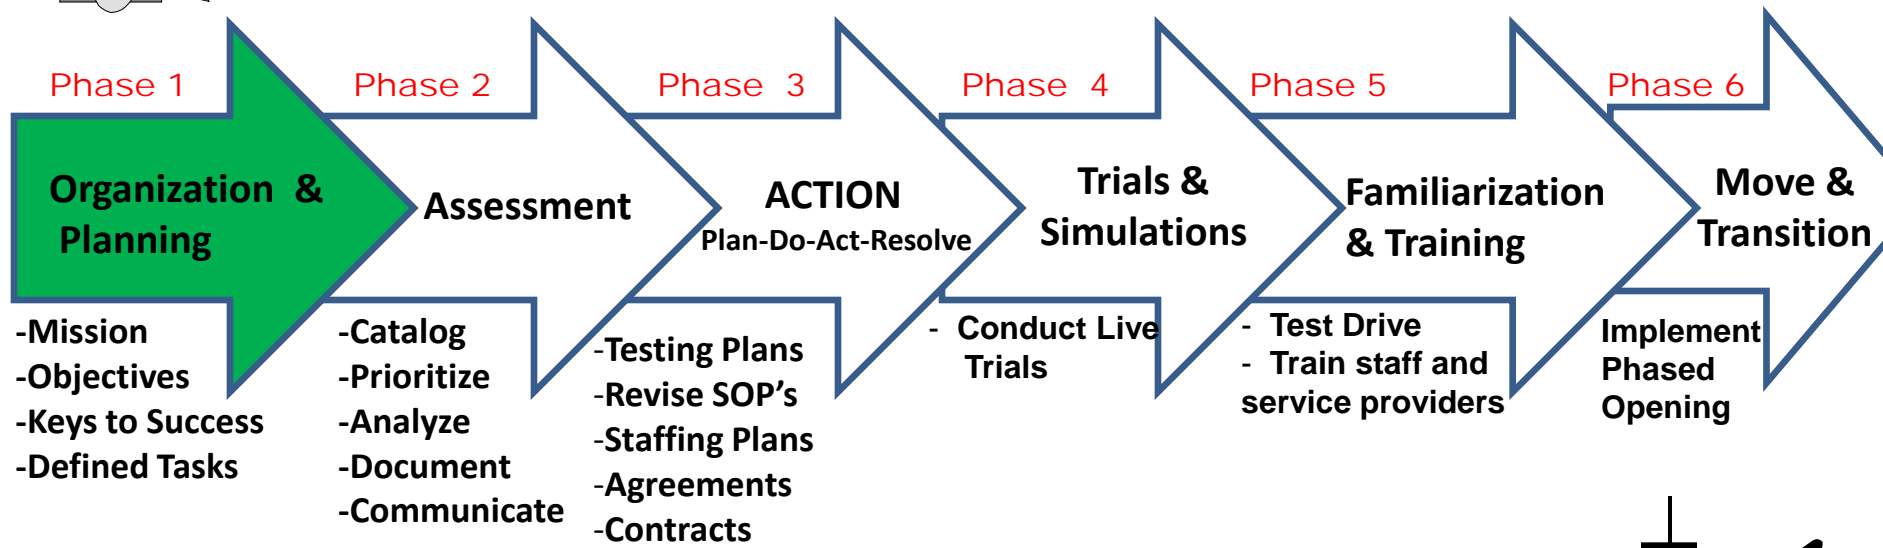 Phase 1
Phase 2
Phase 3
Phase 4
Phase 5
Phase 6
Organization &
Planning
Assessment
ACTION
Plan-Do-Act-Resolve
Trials &
Simulations
Familiarization
& Training
Move &
Transition
-Mission
-Objectives
-Keys to Success
-Defined Tasks
-Catalog
-Prioritize
-Analyze
-Document
-Communicate
-Testing Plans
-Revise SOP’s
-Staffing Plans
-Agreements
-Contracts
- Conduct Live
Trials
- Test Drive
- Train staff and
service providers
Implement
Phased
Opening